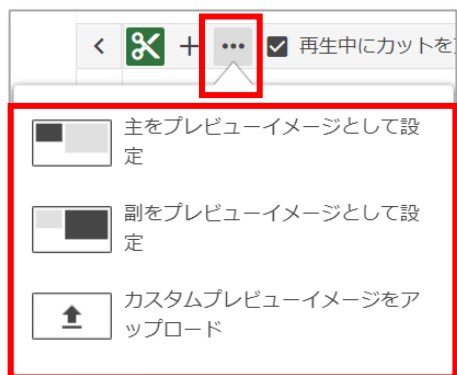 再生中にカットを
主をプレビューイメージとして設
定
副をプレビューイメージとして設
定
カスタムプレビューイメージをア
ップロード